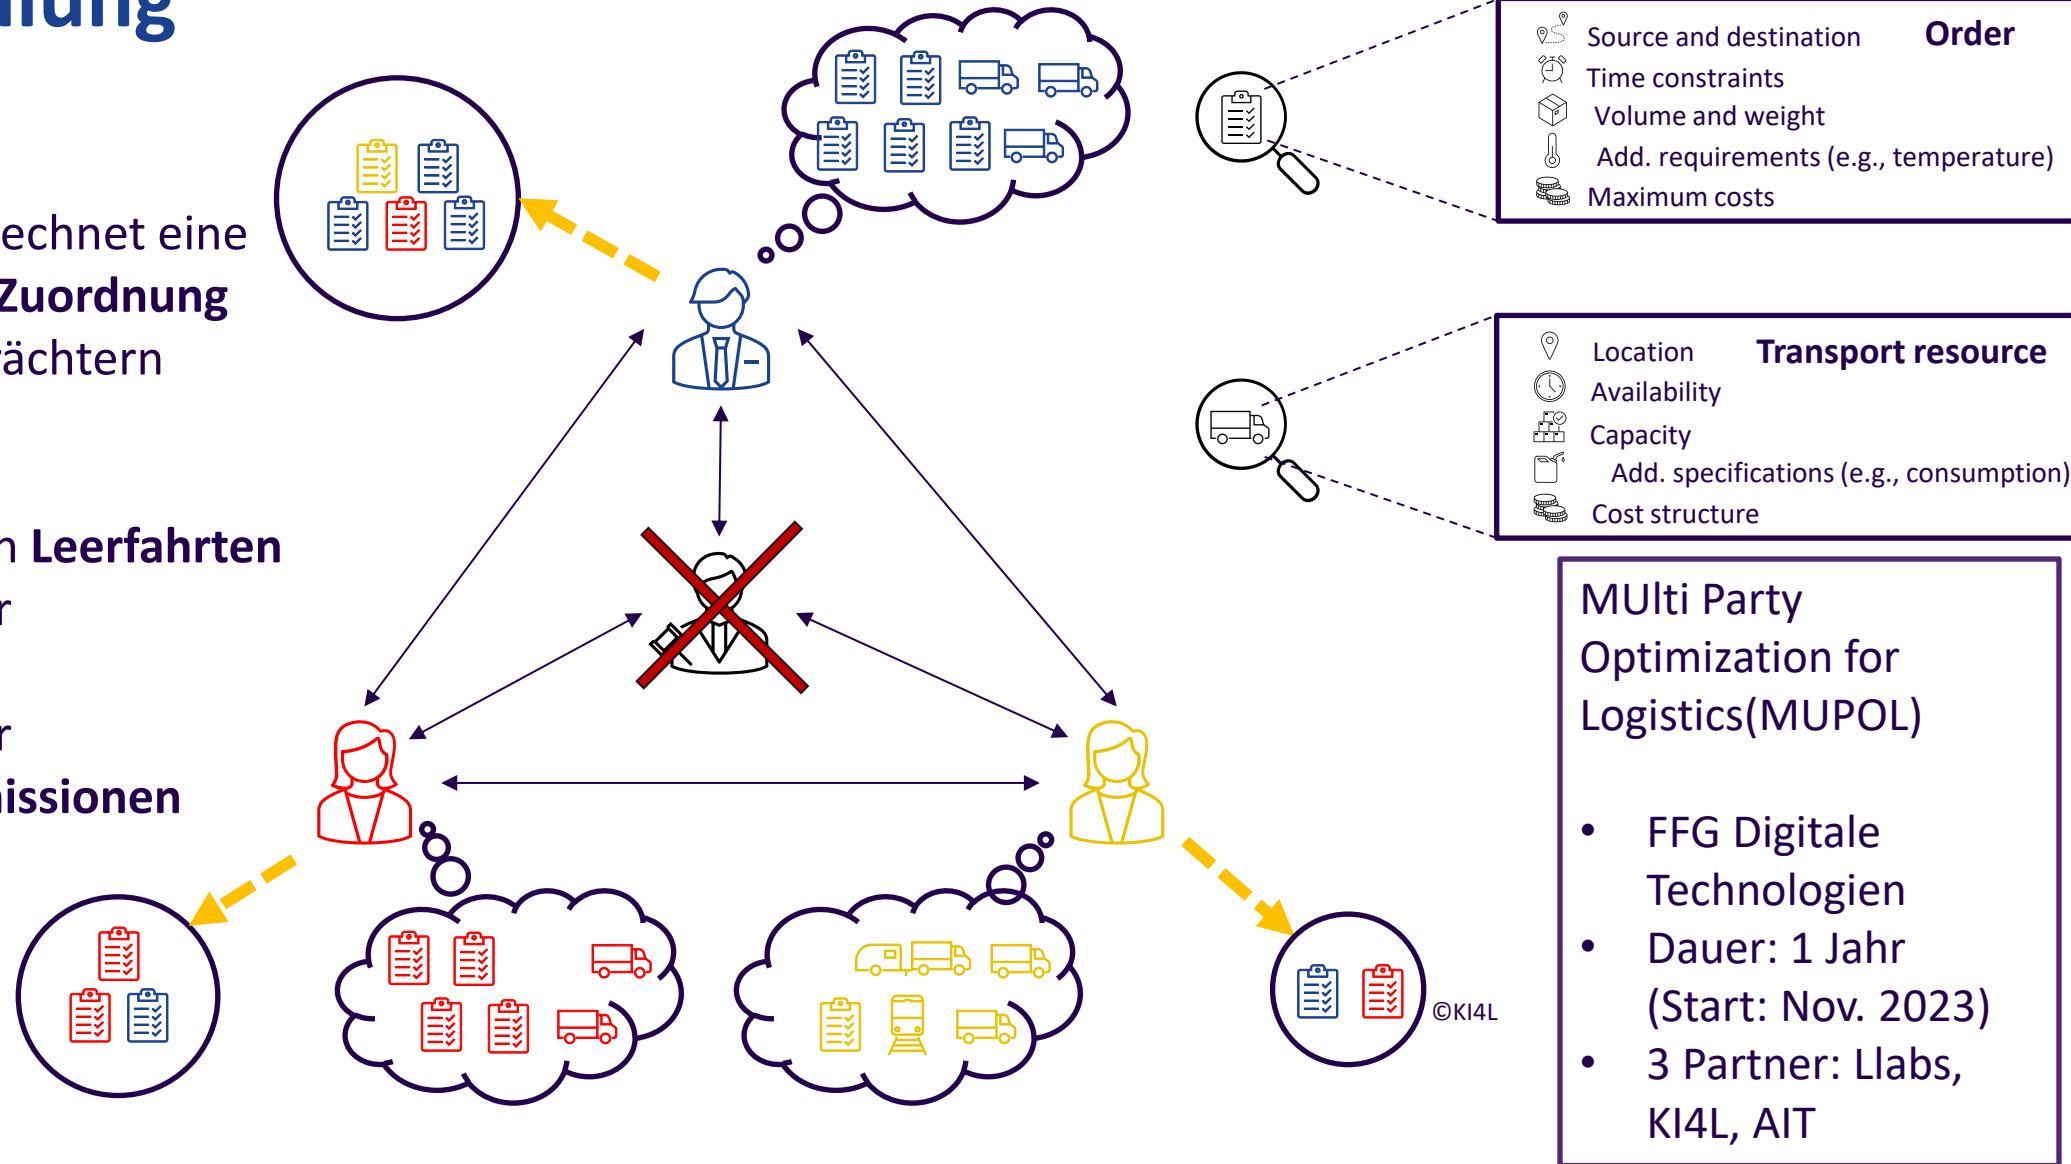 echnet eine
Zuordnung
ächtern
Leerfahrten
issionen
Source and destination
Order
Time constraints
Volume and weight
Add. requirements (e.g., temperature)
Maximum costs
Location
Transport resource
Availability
Capacity
Add. specifications (e.g., consumption)
Cost structure
MUlti Party
Optimization for
Logistics(MUPOL)
• FFG Digitale
Technologien
• Dauer: 1 Jahr
(Start: Nov. 2023)
• 3 Partner: Llabs,
KI4L, AIT
©KI4L